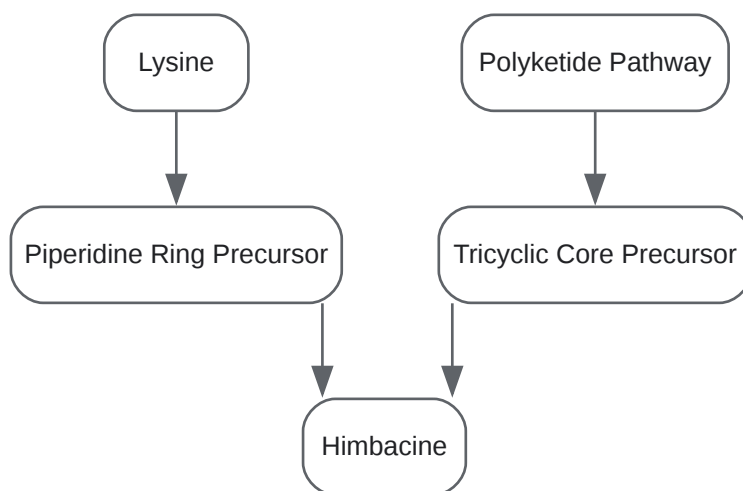 Lysine
Polyketide Pathway
Piperidine Ring Precursor
Tricyclic Core Precursor
Himbacine